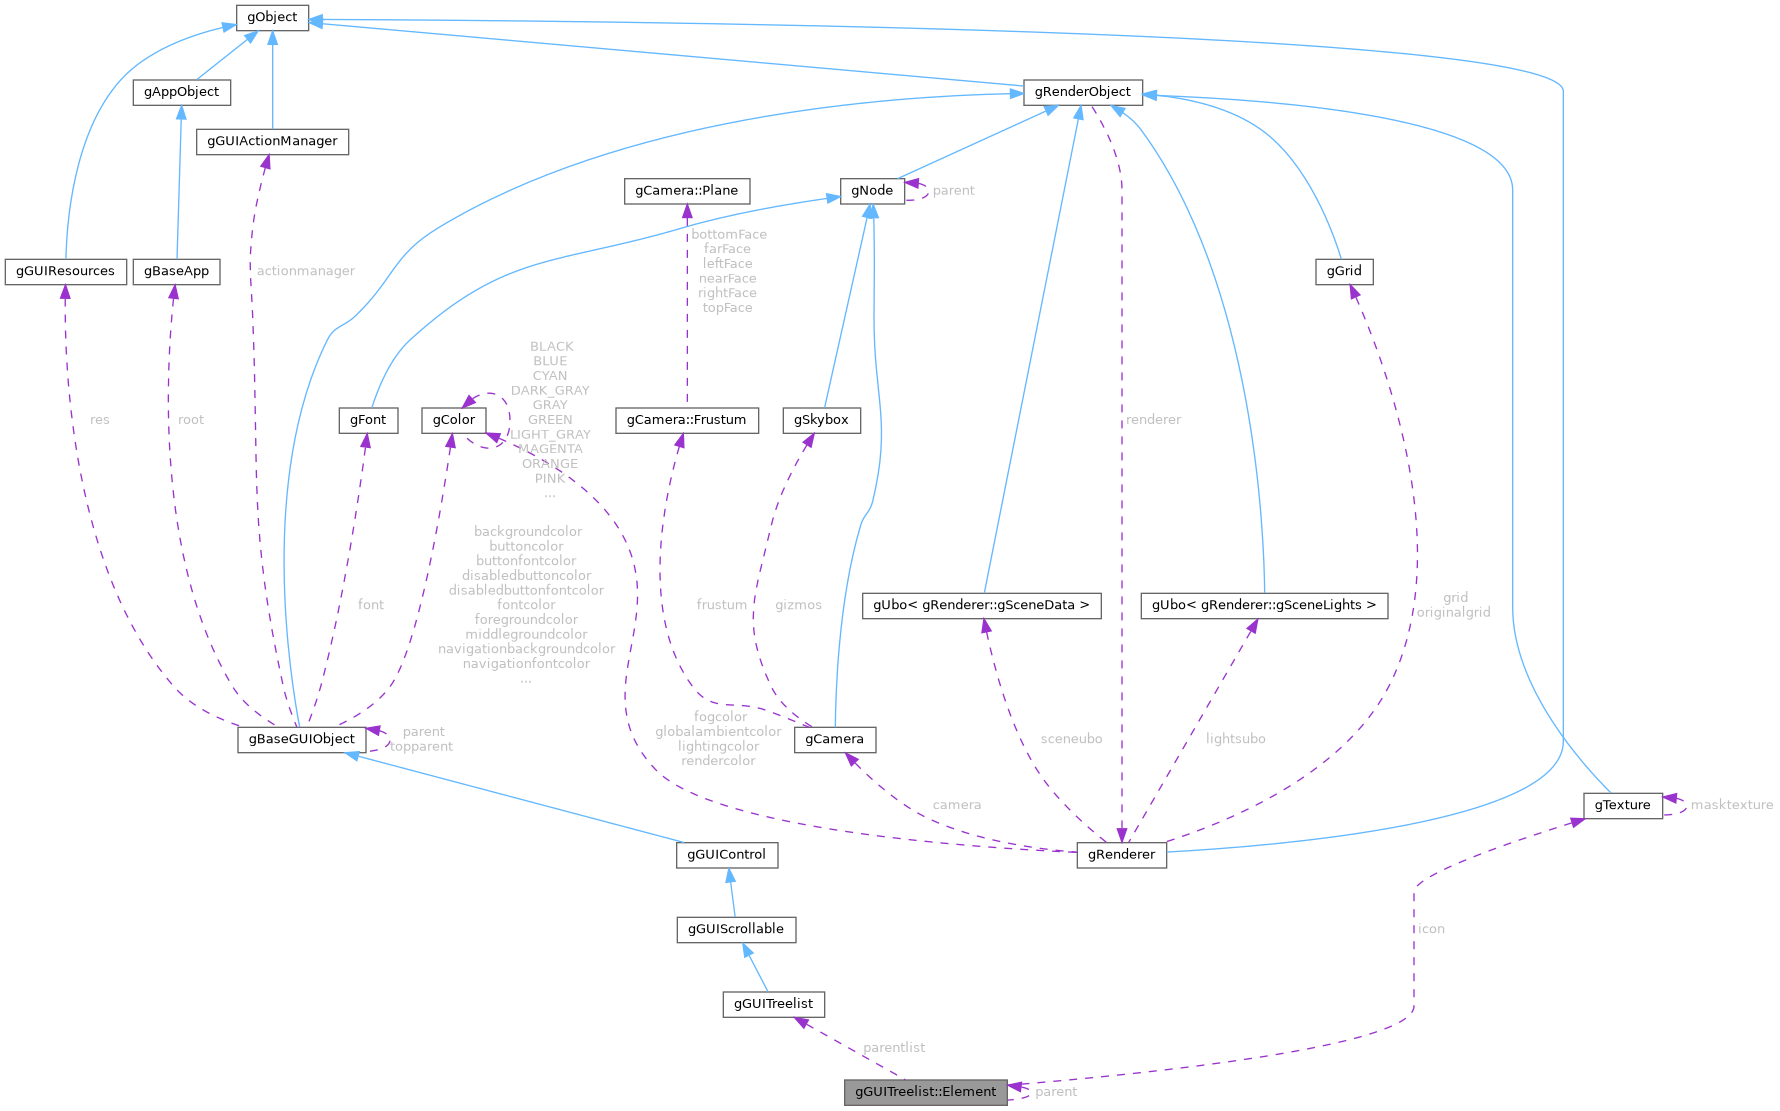 gObject
gAppObject
gRenderObject
gGUIActionManager
gCamera::Plane
gNode
parent
bottomFace
farFace
leftFace
nearFace
rightFace
topFace
gGUIResources
gBaseApp
actionmanager
gGrid
BLACK
BLUE
CYAN
DARK_GRAY
GRAY
GREEN
LIGHT_GRAY
MAGENTA
ORANGE
PINK
...
res
root
gFont
gColor
gCamera::Frustum
gSkybox
renderer
backgroundcolor
buttoncolor
buttonfontcolor
disabledbuttoncolor
disabledbuttonfontcolor
fontcolor
foregroundcolor
middlegroundcolor
navigationbackgroundcolor
navigationfontcolor
...
font
frustum
gizmos
gUbo< gRenderer::gSceneData >
gUbo< gRenderer::gSceneLights >
grid
originalgrid
gBaseGUIObject
parent
topparent
fogcolor
globalambientcolor
lightingcolor
rendercolor
gCamera
sceneubo
lightsubo
camera
gTexture
masktexture
gGUIControl
gRenderer
gGUIScrollable
icon
gGUITreelist
parentlist
gGUITreelist::Element
parent